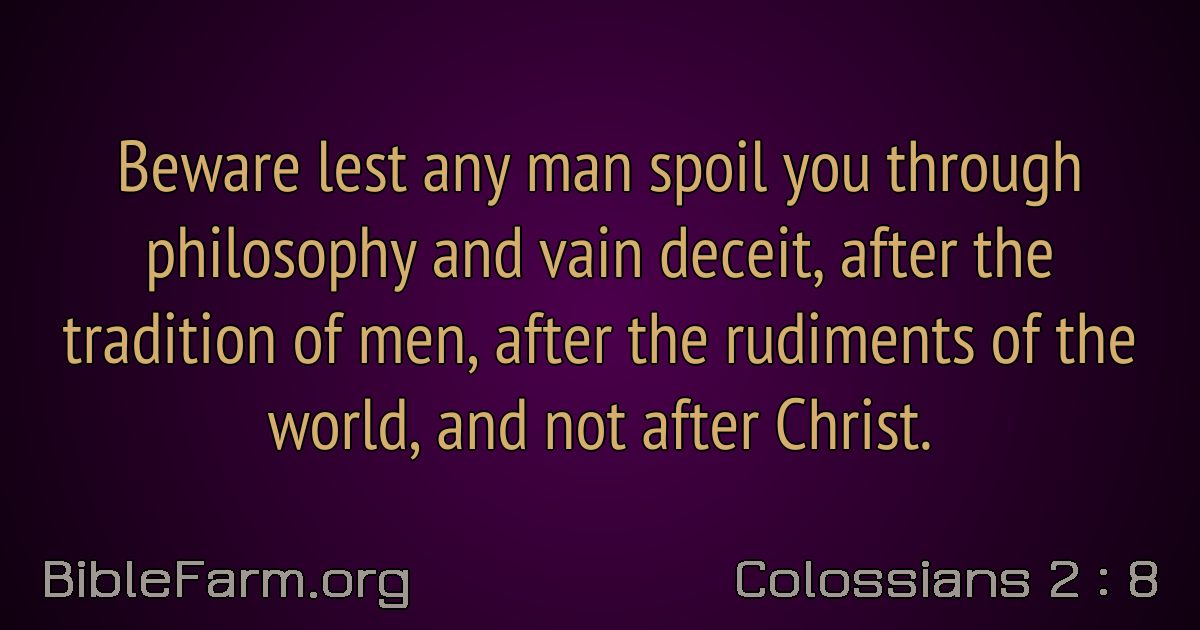 Beware lest any man spoil you through
philosophy and vain deceit, after the
tradition of men, after the rudiments of the
world, and not after Christ.
BibleFarm.org
Colossians 2 : 8